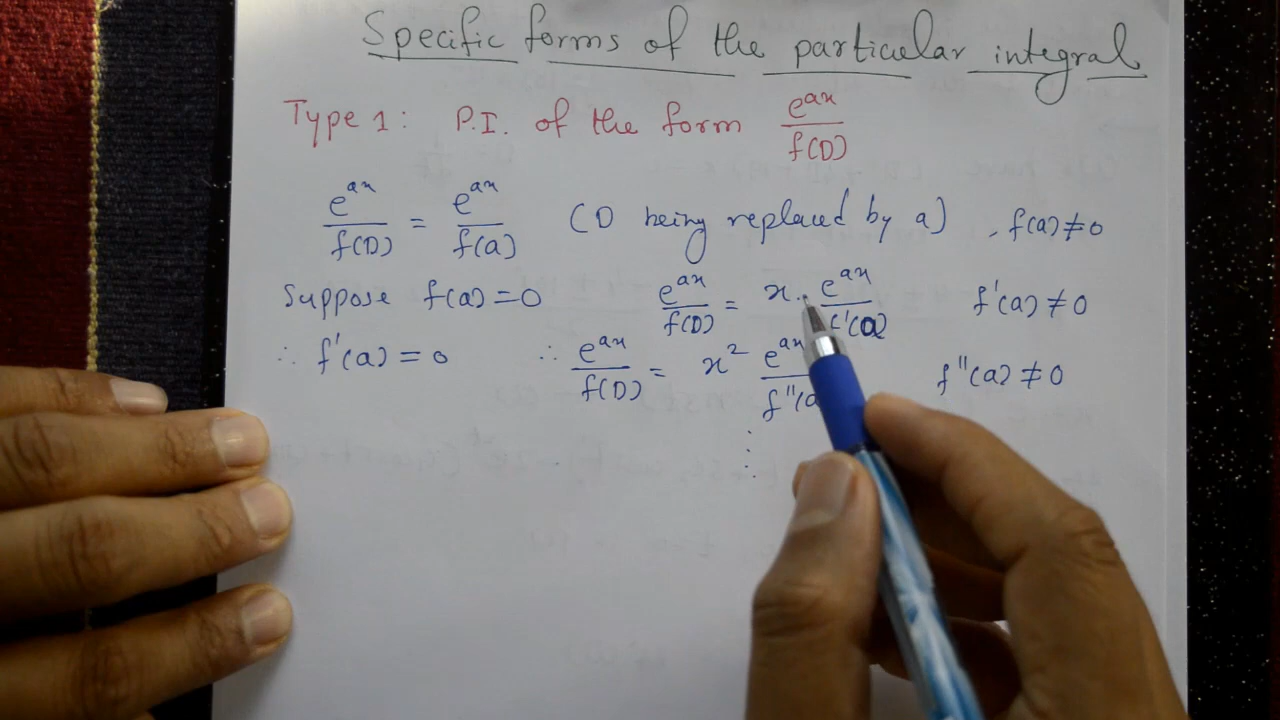 Specific forms of the particular integral
Type 1: P.I. of the form e^{ax}/f(D)
e^{ax}/f(D) = e^{ax}/f(a) (D being replaced by a), f(a)≠0
Suppose f(a)=0 e^{ax}/f(D) = x. e^{ax}/f'(a) f'(a)≠0
∴ f'(a)=0 ∴ e^{ax}/f(D) = x² e^{ax}/f''(a f''(a)≠0
⋮